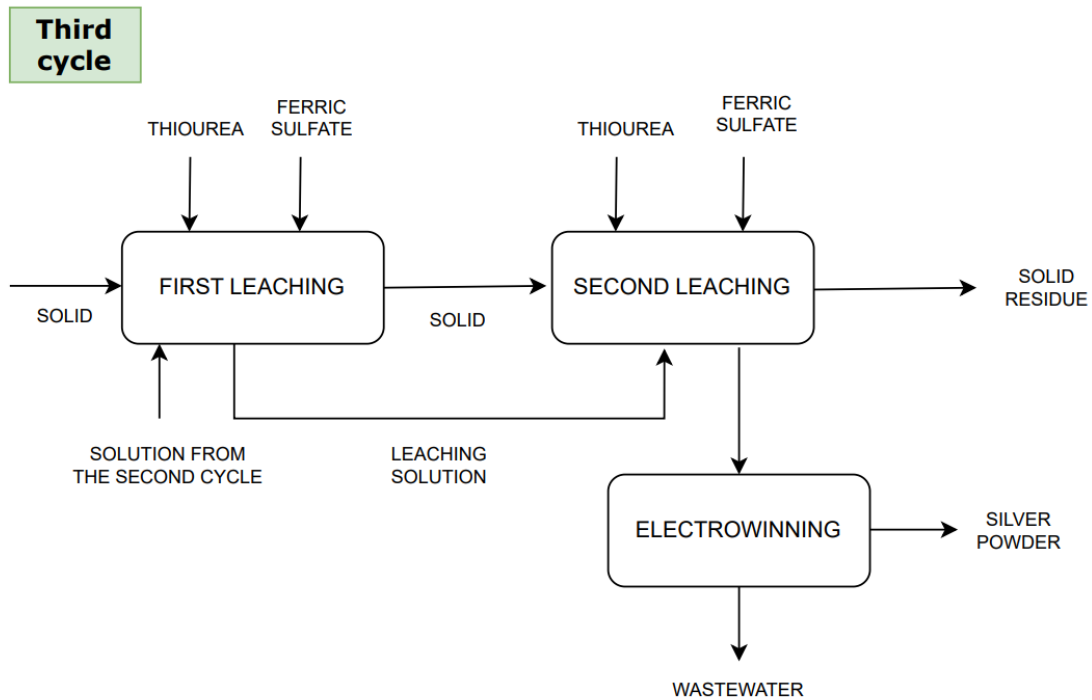 Third
cycle
THIOUREA
FERRIC
SULFATE
THIOUREA
FERRIC
SULFATE
FIRST LEACHING
SECOND LEACHING
SOLID
SOLID
SOLID
RESIDUE
SOLUTION FROM
THE SECOND CYCLE
LEACHING
SOLUTION
ELECTROWINNING
SILVER
POWDER
WASTEWATER